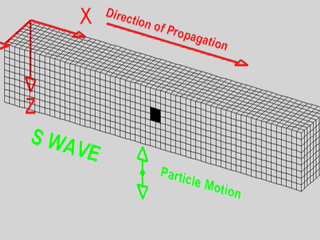 X
Direction of Propagation
Z
S WAVE
Particle Motion